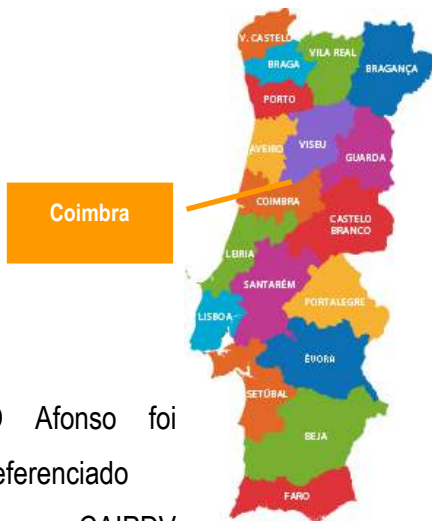 V. CASTELO
VILA REAL
BRAGA
BRAGANÇA
PORTO
AVEIRO
VISEU
GUARDA
Coimbra
COIMBRA
CASTELO
BRANCO
LEIRIA
SANTARÉM
PORTALEGRE
LISBOA
ÉVORA
SETÚBAL
Afonso foi
BEJA
eferenciado
FARO